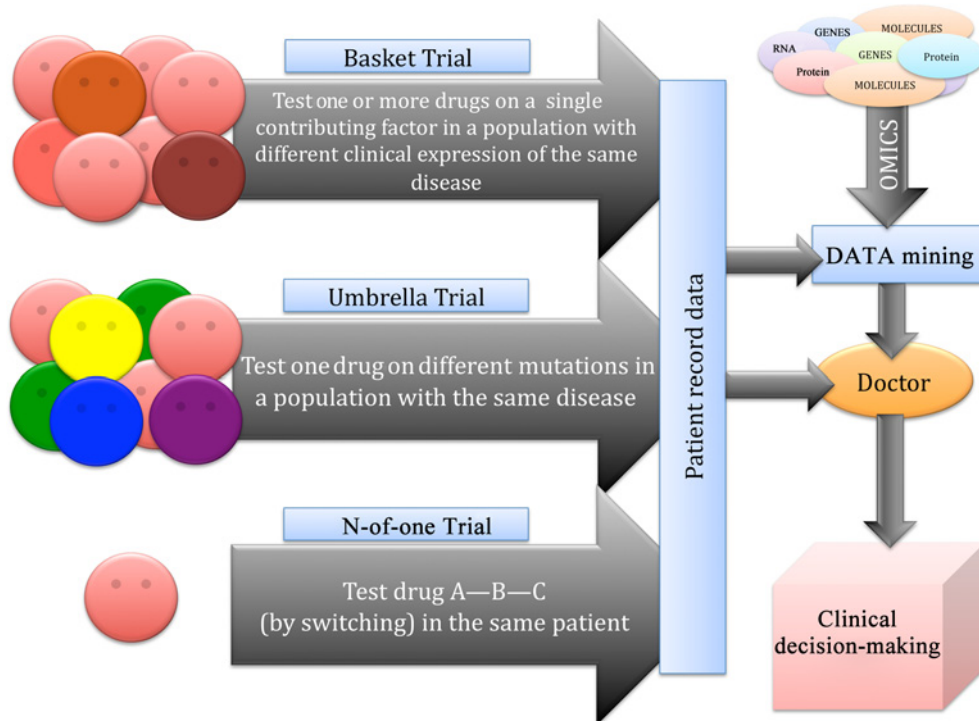 Basket Trial
Test one or more drugs on a single
contributing factor in a population with
different clinical expression of the same
disease
Umbrella Trial
Test one drug on different mutations in
a population with the same disease
N-of-one Trial
Test drug A—B—C
(by switching) in the same patient
Patient record data
MOLECULES
GENES
RNA
GENES
Protein
Protein
MOLECULES
OMICS
DATA mining
Doctor
Clinical
decision-making